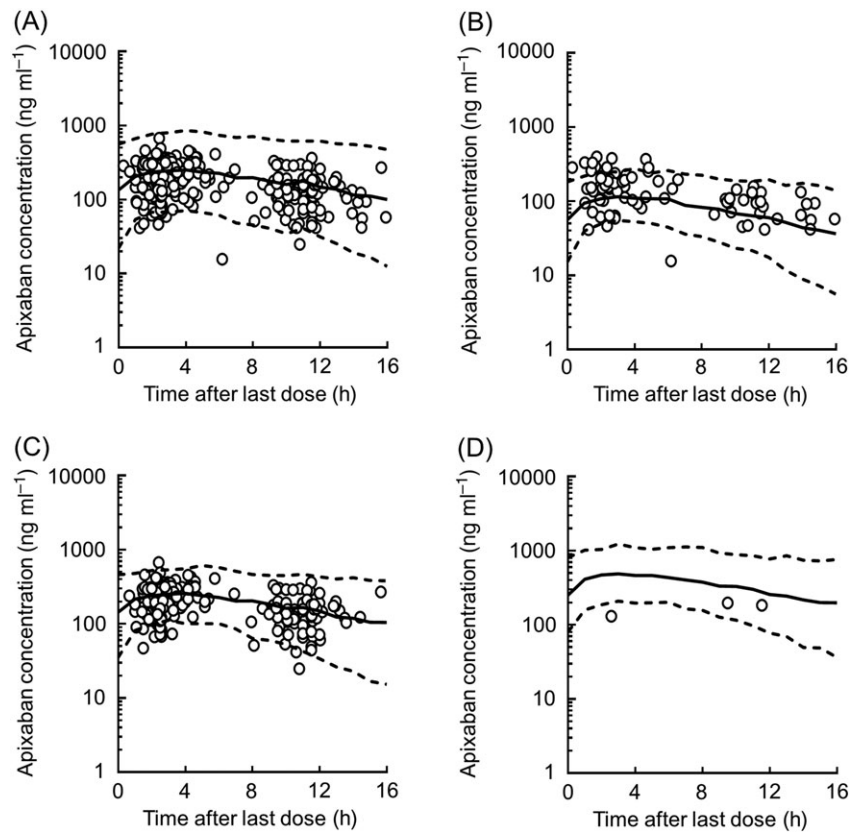 (A)
Apixaban concentration (ng ml⁻¹)
10000
1000
100
10
1
0 4 8 12 16
Time after last dose (h)
(B)
Apixaban concentration (ng ml⁻¹)
10000
1000
100
10
1
0 4 8 12 16
Time after last dose (h)
(C)
Apixaban concentration (ng ml⁻¹)
10000
1000
100
10
1
0 4 8 12 16
Time after last dose (h)
(D)
Apixaban concentration (ng ml⁻¹)
10000
1000
100
10
1
0 4 8 12 16
Time after last dose (h)